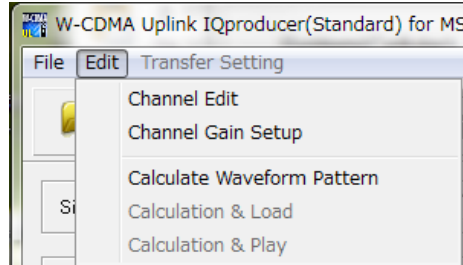 W-CDMA Uplink IQproducer(Standard) for MS
File Edit Transfer Setting
Channel Edit
Channel Gain Setup
Calculate Waveform Pattern
Calculation & Load
Calculation & Play